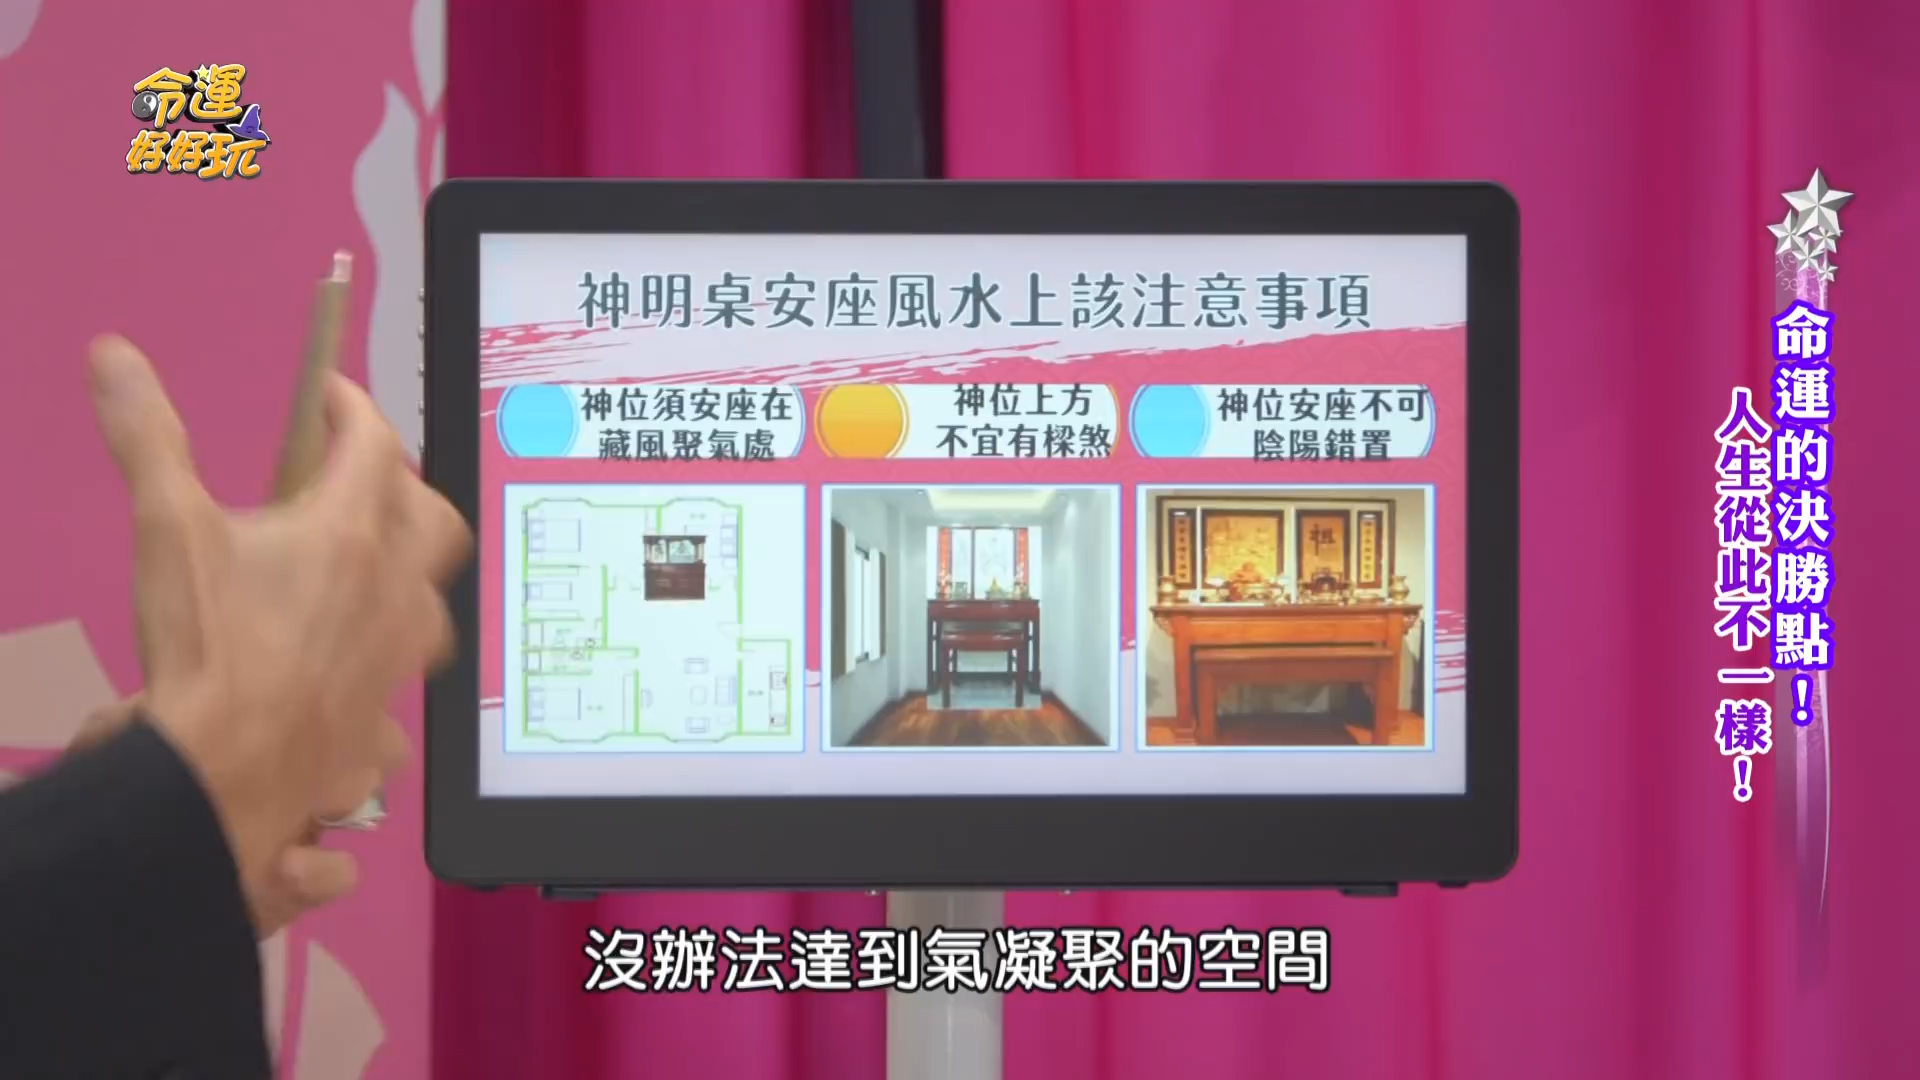 命運
好好玩
神明桌安座風水上該注意事項
神位須安座在
藏風聚氣處
神位上方
不宜有樑煞
神位安座不可
陰陽錯置
祖
命運的決勝點！
人生從此不一樣！
沒辦法達到氣凝聚的空間